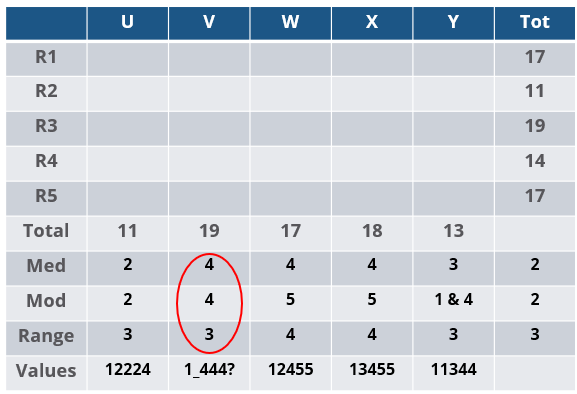 U V W X Y Tot
R1 17
R2 11
R3 19
R4 14
R5 17
Total 11 19 17 18 13
Med 2 4 4 4 3 2
Mod 2 4 5 5 1 & 4 2
Range 3 3 4 4 3 3
Values 12224 1_444? 12455 13455 11344